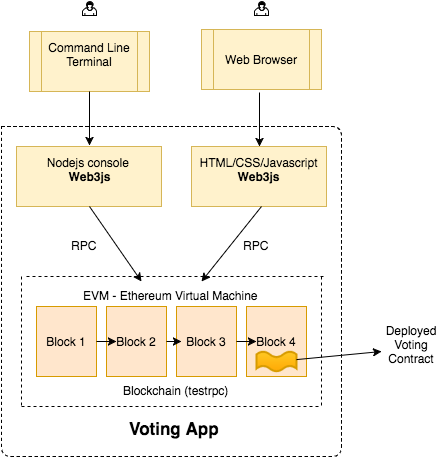 Command Line
Terminal
Web Browser
Nodejs console
Web3js
HTML/CSS/Javascript
Web3js
RPC
RPC
EVM - Ethereum Virtual Machine
Block 1
Block 2
Block 3
Block 4
Deployed
Voting
Contract
Blockchain (testrpc)
Voting App